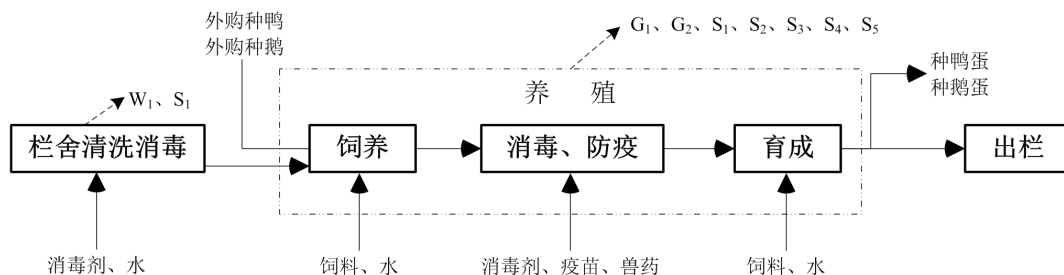 外购种鸭
外购种鹅
G₁、G₂、S₁、S₂、S₃、S₄、S₅
种鸭蛋
种鹅蛋
养 殖
W₁、S₁
栏舍清洗消毒
饲养
消毒、防疫
育成
出栏
消毒剂、水
饲料、水
消毒剂、疫苗、兽药
饲料、水